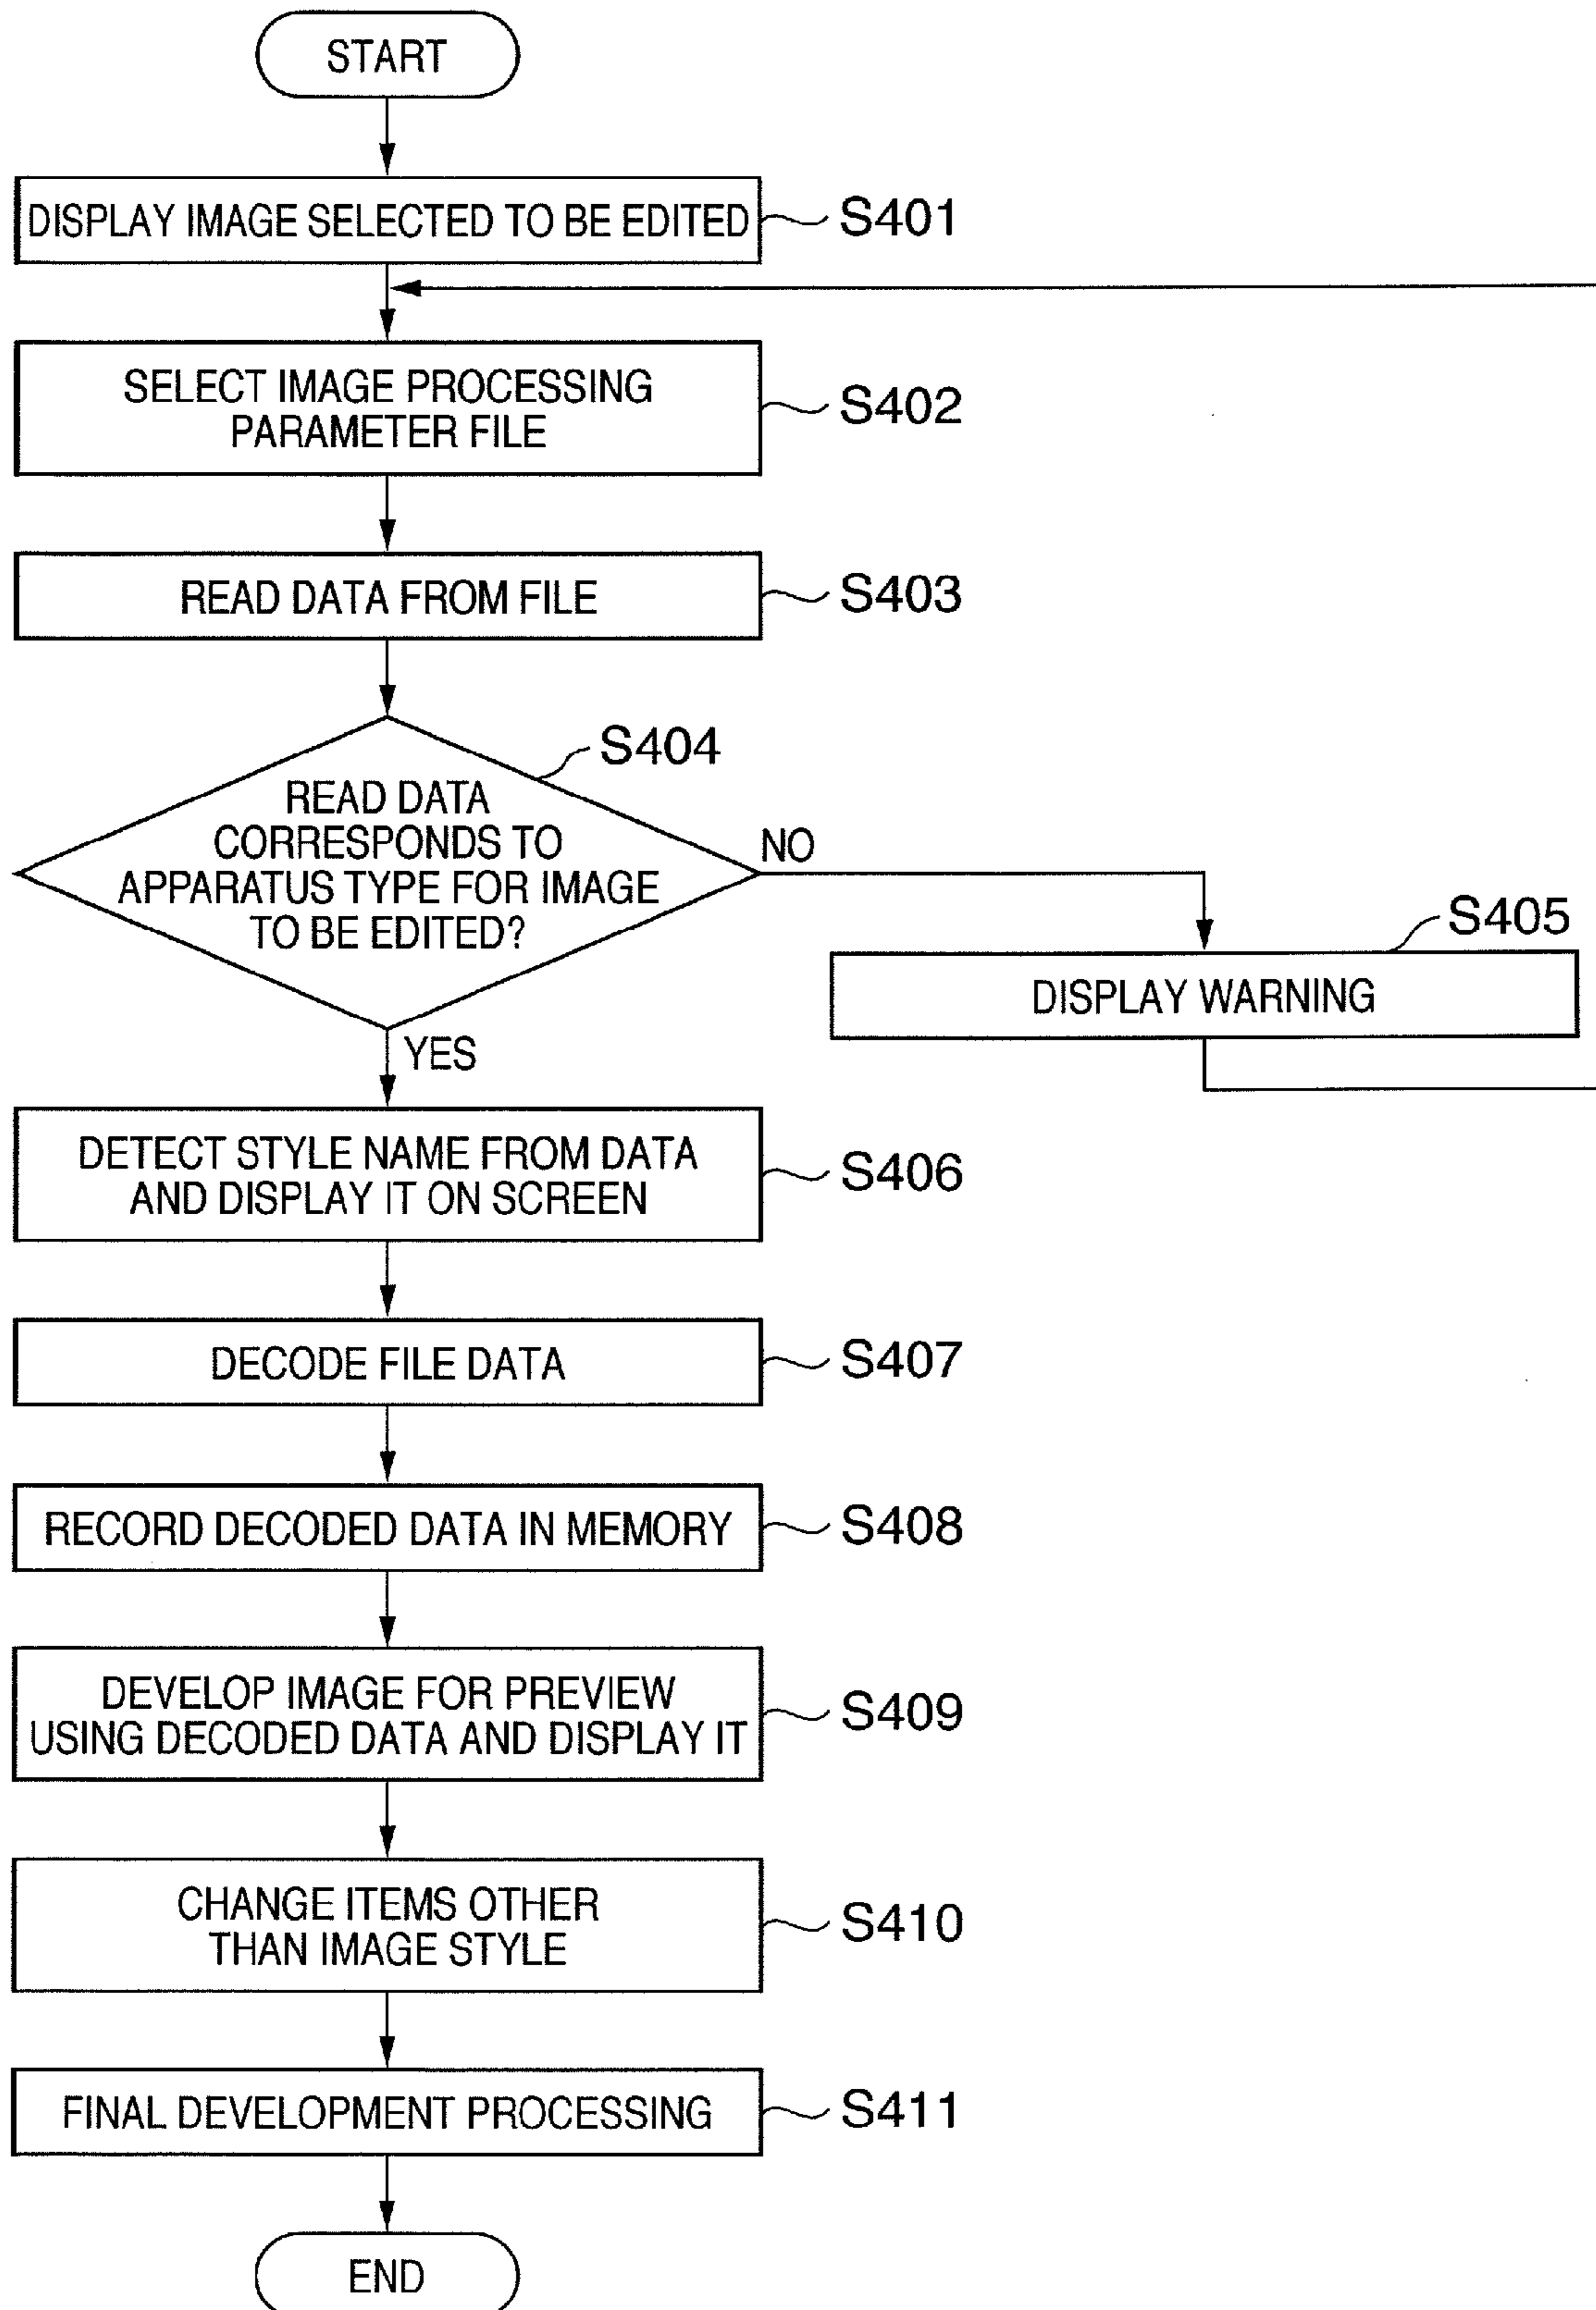 START
DISPLAY IMAGE SELECTED TO BE EDITED
S401
SELECT IMAGE PROCESSING
PARAMETER FILE
S402
READ DATA FROM FILE
S403
S404
READ DATA
CORRESPONDS TO
APPARATUS TYPE FOR IMAGE
TO BE EDITED?
NO
S405
DISPLAY WARNING
YES
DETECT STYLE NAME FROM DATA
AND DISPLAY IT ON SCREEN
S406
DECODE FILE DATA
S407
RECORD DECODED DATA IN MEMORY
S408
DEVELOP IMAGE FOR PREVIEW
USING DECODED DATA AND DISPLAY IT
S409
CHANGE ITEMS OTHER
THAN IMAGE STYLE
S410
FINAL DEVELOPMENT PROCESSING
S411
END